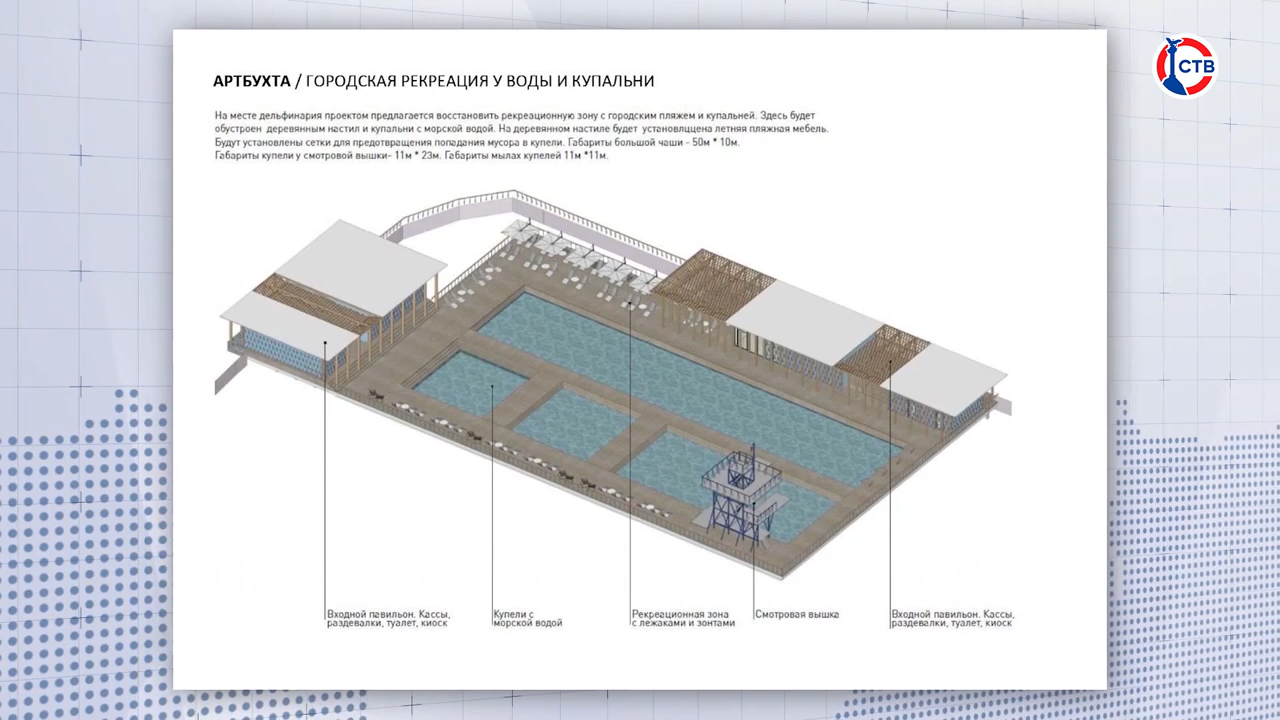 СТВ
АРТБУХТА / ГОРОДСКАЯ РЕКРЕАЦИЯ У ВОДЫ И КУПАЛЬНИ
На месте дельфинария проектом предлагается восстановить рекреационную зону с городским пляжем и купальней. Здесь будет
обустроен деревянным настил и купальни с морской водой. На деревянном настиле будет установлццена летняя пляжная мебель.
Будут установлены сетки для предотвращения попадания мусора в купели. Габариты большой чаши - 50м * 10м.
Габариты купели у смотровой вышки- 11м * 23м. Габариты мылах купелей 11м *11м.
Входной павильон. Кассы,
раздевалки, туалет, киоск
Купели с
морской водой
Рекреационная зона
с лежаками и зонтами
Смотровая вышка
Входной павильон. Кассы,
раздевалки, туалет, киоск